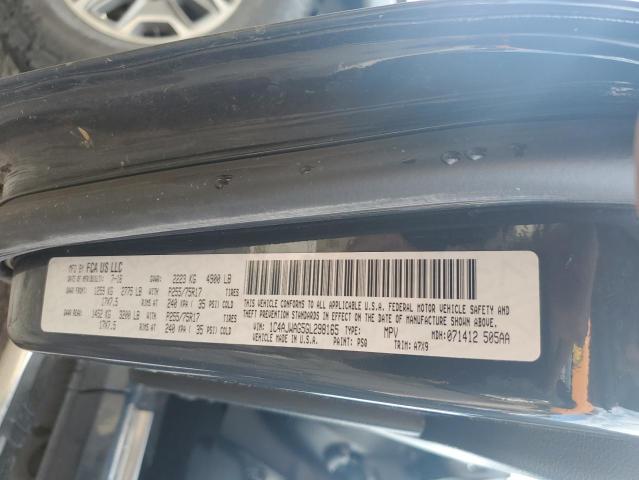 MFD BY FCA US LLC
DATE OF MFR(BUILT): 7-16 GVWR: 2223 KG 4900 LB
GAWR FRONT: 1259 KG 2775 LB P255/75R17 TIRES
17X7.5 RIMS AT 240 KPA/ 35 PSI COLD
GAWR REAR: 1452 KG 3200 LB P255/75R17 TIRES
17X7.5 RIMS AT 240 KPA/ 35 PSI COLD
THIS VEHICLE CONFORMS TO ALL APPLICABLE U.S.A. FEDERAL MOTOR VEHICLE SAFETY AND
THEFT PREVENTION STANDARDS IN EFFECT ON THE DATE OF MANUFACTURE SHOWN ABOVE.
VIN: 1C4AJWAG5GL298165 TYPE: MPV MDH: 071412 505AA
VEHICLE MADE IN U.S.A. PAINT: PSQ TRIM: A7X9